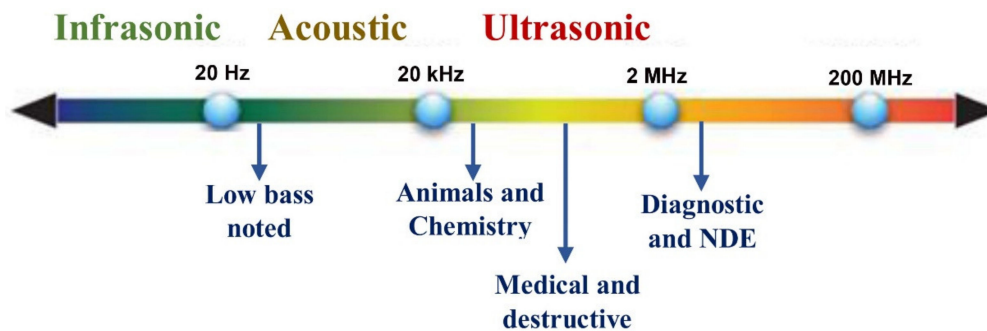 Infrasonic Acoustic Ultrasonic
20 Hz 20 kHz 2 MHz 200 MHz
Low bass
noted
Animals and
Chemistry
Medical and
destructive
Diagnostic
and NDE